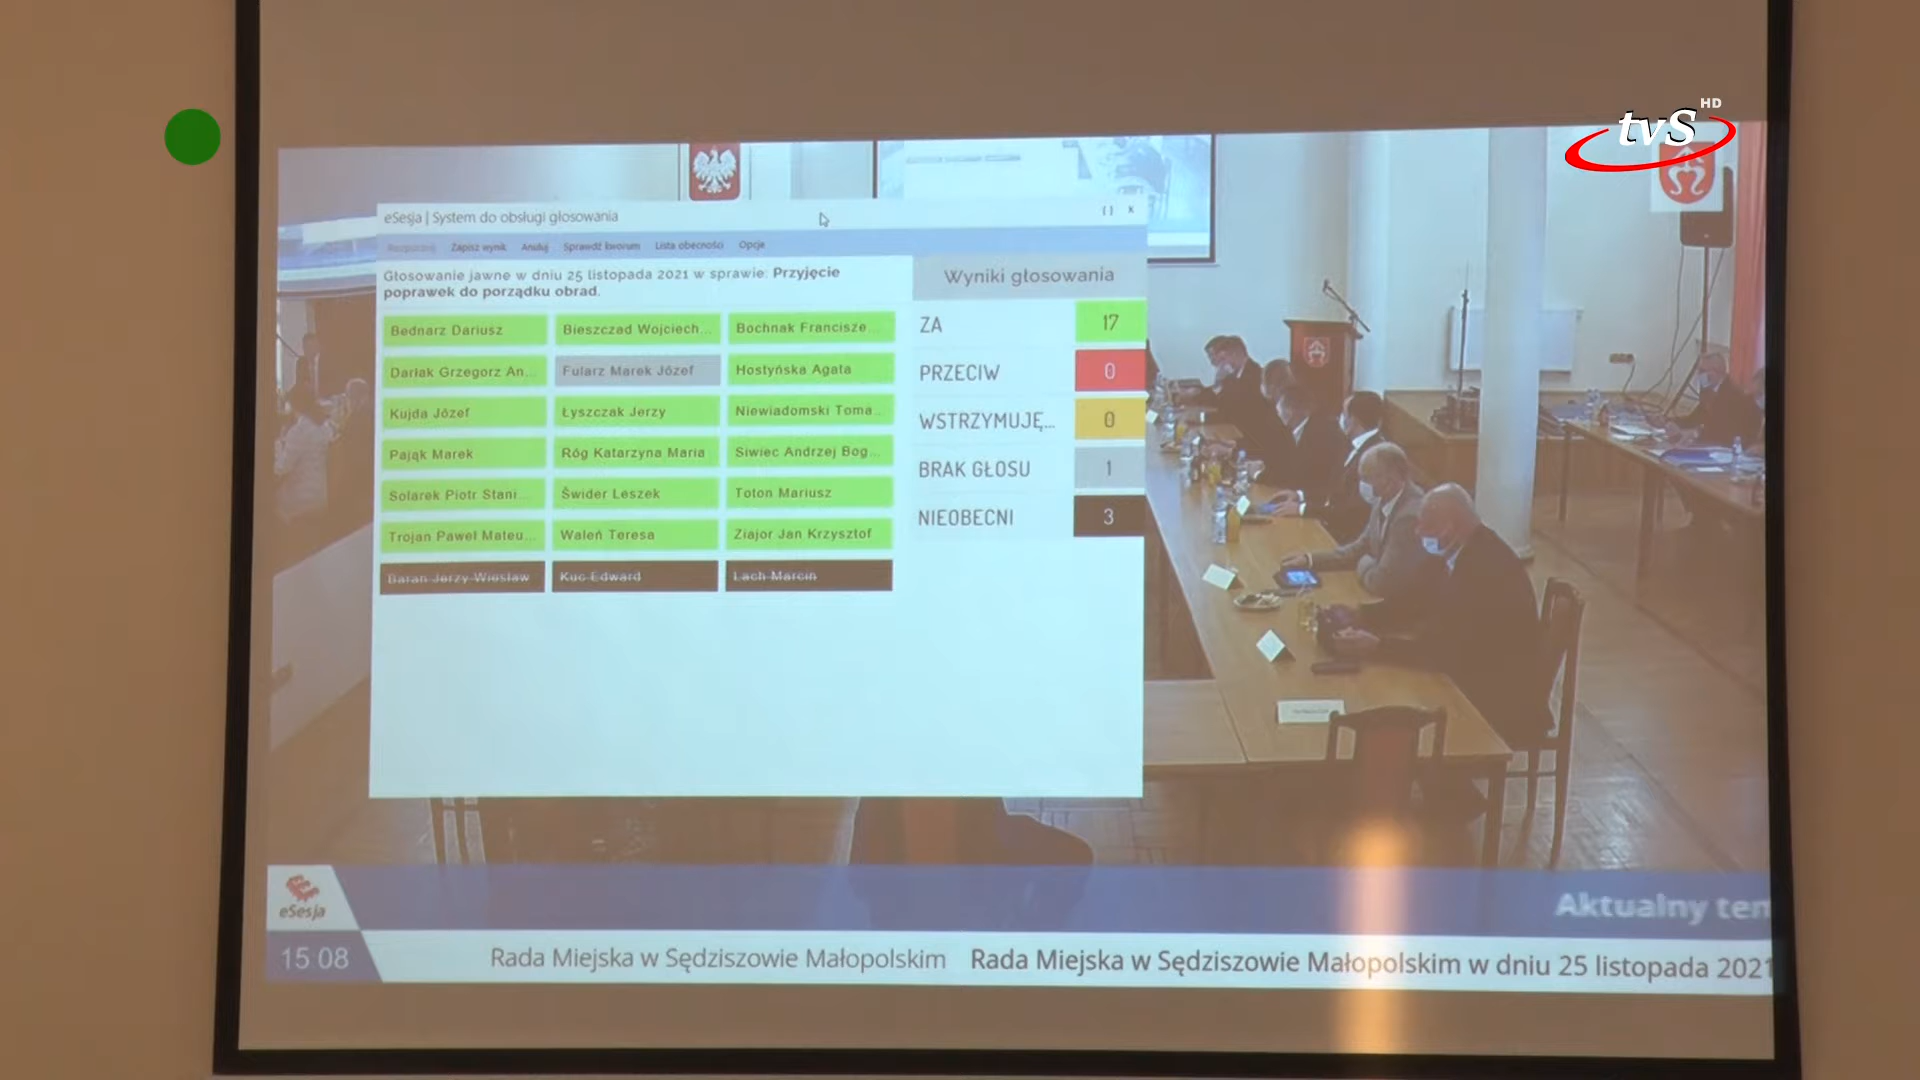 tvS HD
eSesja | System do obsługi głosowania
Rozpocznij Zapisz wynik Anuluj Sprawdź kworum Lista obecności Opcje
Głosowanie jawne w dniu 25 listopada 2021 w sprawie: Przyjęcie
poprawek do porządku obrad.
Bednarz Dariusz Bieszczad Wojciech... Bochnak Francisze...
Dariak Grzegorz An... Fularz Marek Józef Hostyńska Agata
Kujda Józef Łyszczak Jerzy Niewiadomski Toma...
Pająk Marek Róg Katarzyna Maria Siwiec Andrzej Bog...
Solarek Piotr Stani... Świder Leszek Toton Mariusz
Trojan Paweł Mateu... Waleń Teresa Ziajor Jan Krzysztof
Baran Jerzy Wiesław Kuc Edward Lach Marcin
Wyniki głosowania
ZA 17
PRZECIW 0
WSTRZYMUJĘ... 0
BRAK GŁOSU 1
NIEOBECNI 3
eSesja
Aktualny tem
15:08
Rada Miejska w Sędziszowie Małopolskim Rada Miejska w Sędziszowie Małopolskim w dniu 25 listopada 2021